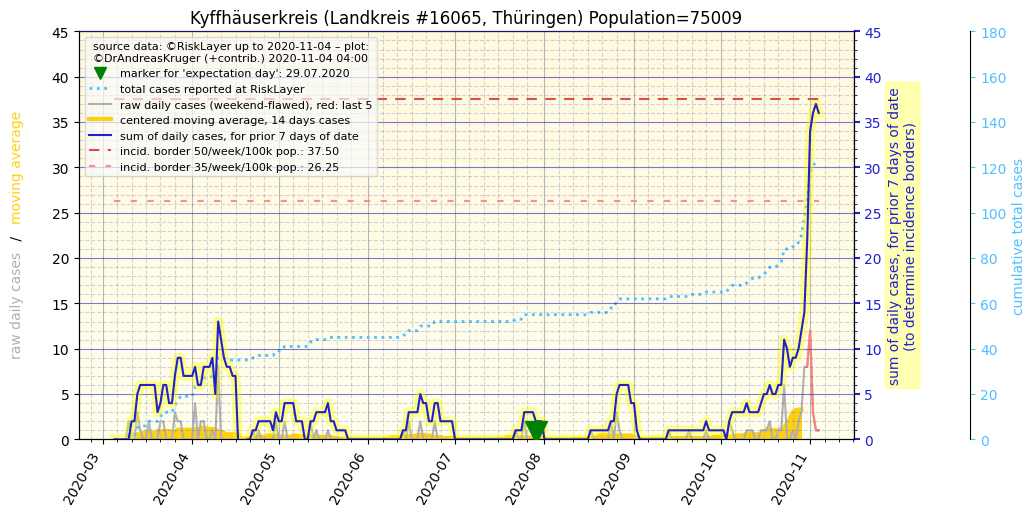 Kyffhäuserkreis (Landkreis #16065, Thüringen) Population=75009
source data: ©RiskLayer up to 2020-11-04 – plot:
©DrAndreasKruger (+contrib.) 2020-11-04 04:00
marker for 'expectation day': 29.07.2020
total cases reported at RiskLayer
raw daily cases (weekend-flawed), red: last 5
centered moving average, 14 days cases
sum of daily cases, for prior 7 days of date
incid. border 50/week/100k pop.: 37.50
incid. border 35/week/100k pop.: 26.25
raw daily cases / moving average
45
40
35
30
25
20
15
10
5
0
2020-03
2020-04
2020-05
2020-06
2020-07
2020-08
2020-09
2020-10
2020-11
45
40
35
30
25
20
15
10
5
0
sum of daily cases, for prior 7 days of date
(to determine incidence borders)
180
160
140
120
100
80
60
40
20
0
cumulative total cases